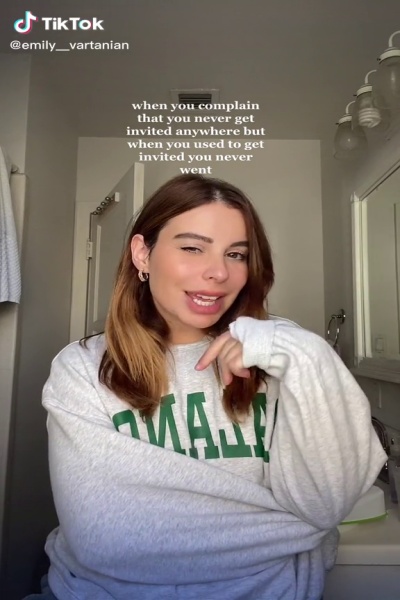 TikTok
@emily__vartanian
when you complain
that you never get
invited anywhere but
when you used to get
invited you never
went